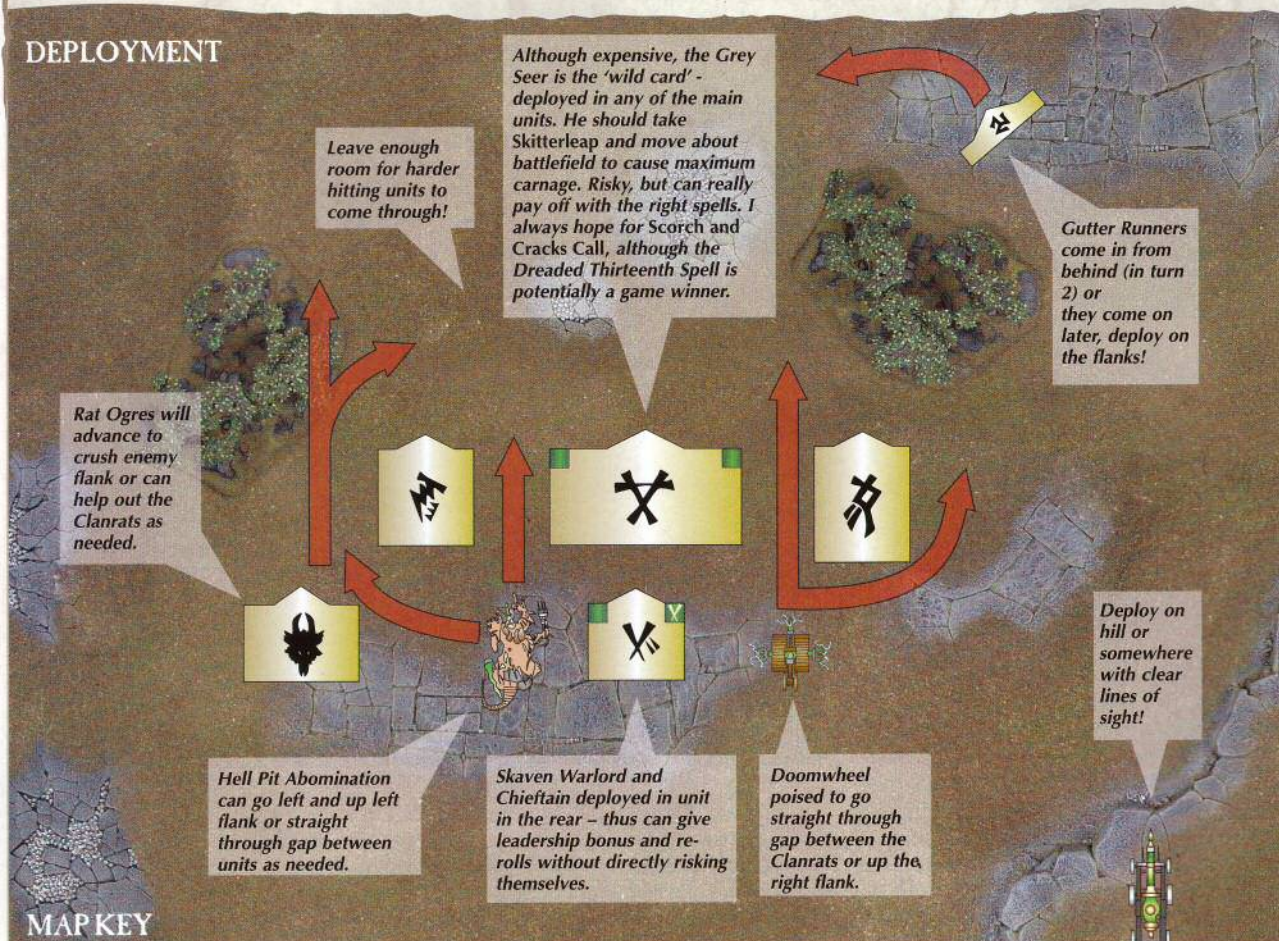 DEPLOYMENT
Although expensive, the Grey
Seer is the ‘wild card’ -
deployed in any of the main
units. He should take
Skitterleap and move about
battlefield to cause maximum
carnage. Risky, but can really
pay off with the right spells. I
always hope for Scorch and
Cracks Call, although the
Dreaded Thirteenth Spell is
potentially a game winner.
Leave enough
room for harder
hitting units to
come through!
Gutter Runners
come in from
behind (in turn
2) or
they come on
later, deploy on
the flanks!
Rat Ogres will
advance to
crush enemy
flank or can
help out the
Clanrats as
needed.
Deploy on
hill or
somewhere
with clear
lines of
sight!
Hell Pit Abomination
can go left and up left
flank or straight
through gap between
units as needed.
Skaven Warlord and
Chieftain deployed in unit
in the rear – thus can give
leadership bonus and re-
rolls without directly risking
themselves.
Doomwheel
poised to go
straight through
gap between the
Clanrats or up the
right flank.
MAP KEY